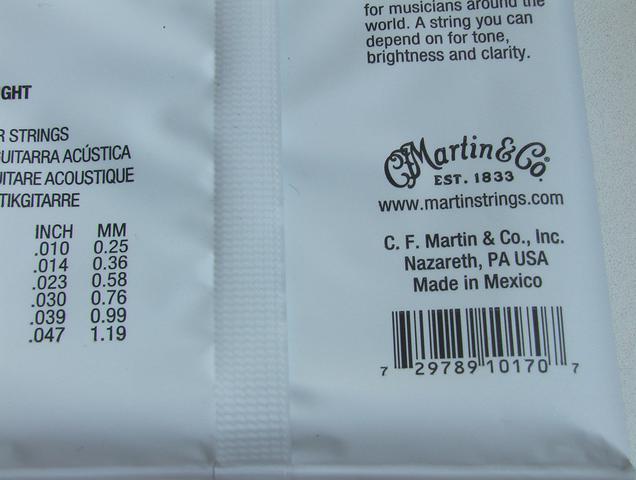 for musicians around the
world. A string you can
depend on for tone,
brightness and clarity.
GHT
R STRINGS
UITARRA ACÚSTICA
UITARE ACOUSTIQUE
TIKGITARRE
INCH MM
.010 0.25
.014 0.36
.023 0.58
.030 0.76
.039 0.99
.047 1.19
CF Martin & Co.
EST. 1833
www.martinstrings.com
C. F. Martin & Co., Inc.
Nazareth, PA USA
Made in Mexico
7 29789 10170 7